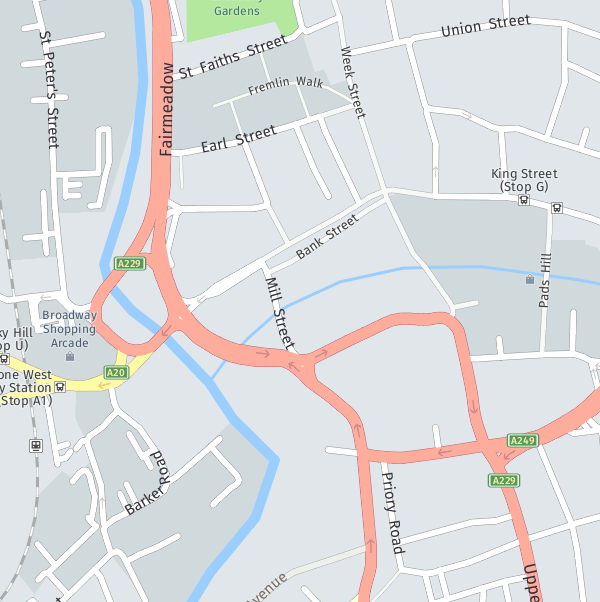 Gardens
Union Street
St Faiths Street
Week Street
St Peter's Street
Fairmeadow
Fremlin Walk
Earl Street
King Street
(Stop G)
Bank Street
A229
Pads Hill
Mill Street
Broadway
Shopping
Arcade
ky Hill
op U)
A20
one West
y Station
Stop A1)
A249
A229
Barker Road
Priory Road
Avenue
Uppe